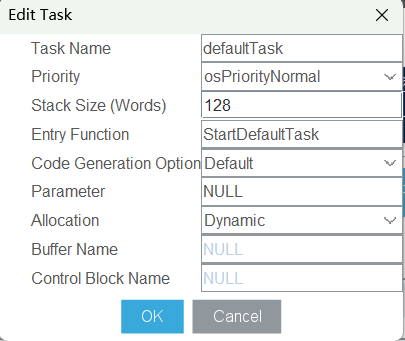 Edit Task
Task Name defaultTask
Priority osPriorityNormal
Stack Size (Words) 128
Entry Function StartDefaultTask
Code Generation Option Default
Parameter NULL
Allocation Dynamic
Buffer Name NULL
Control Block Name NULL
OK Cancel